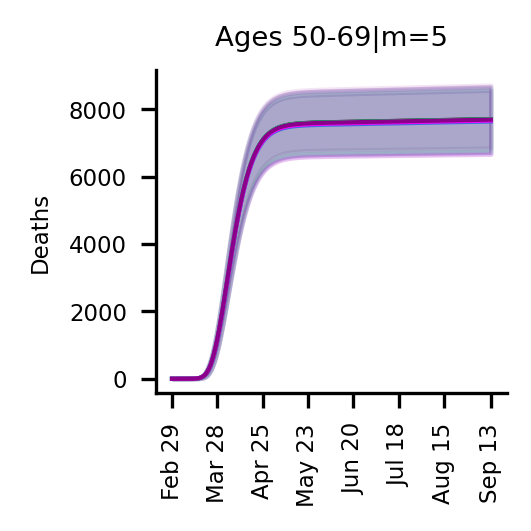 Ages 50-69|m=5
Deaths
8000
6000
4000
2000
0
Feb 29
Mar 28
Apr 25
May 23
Jun 20
Jul 18
Aug 15
Sep 13